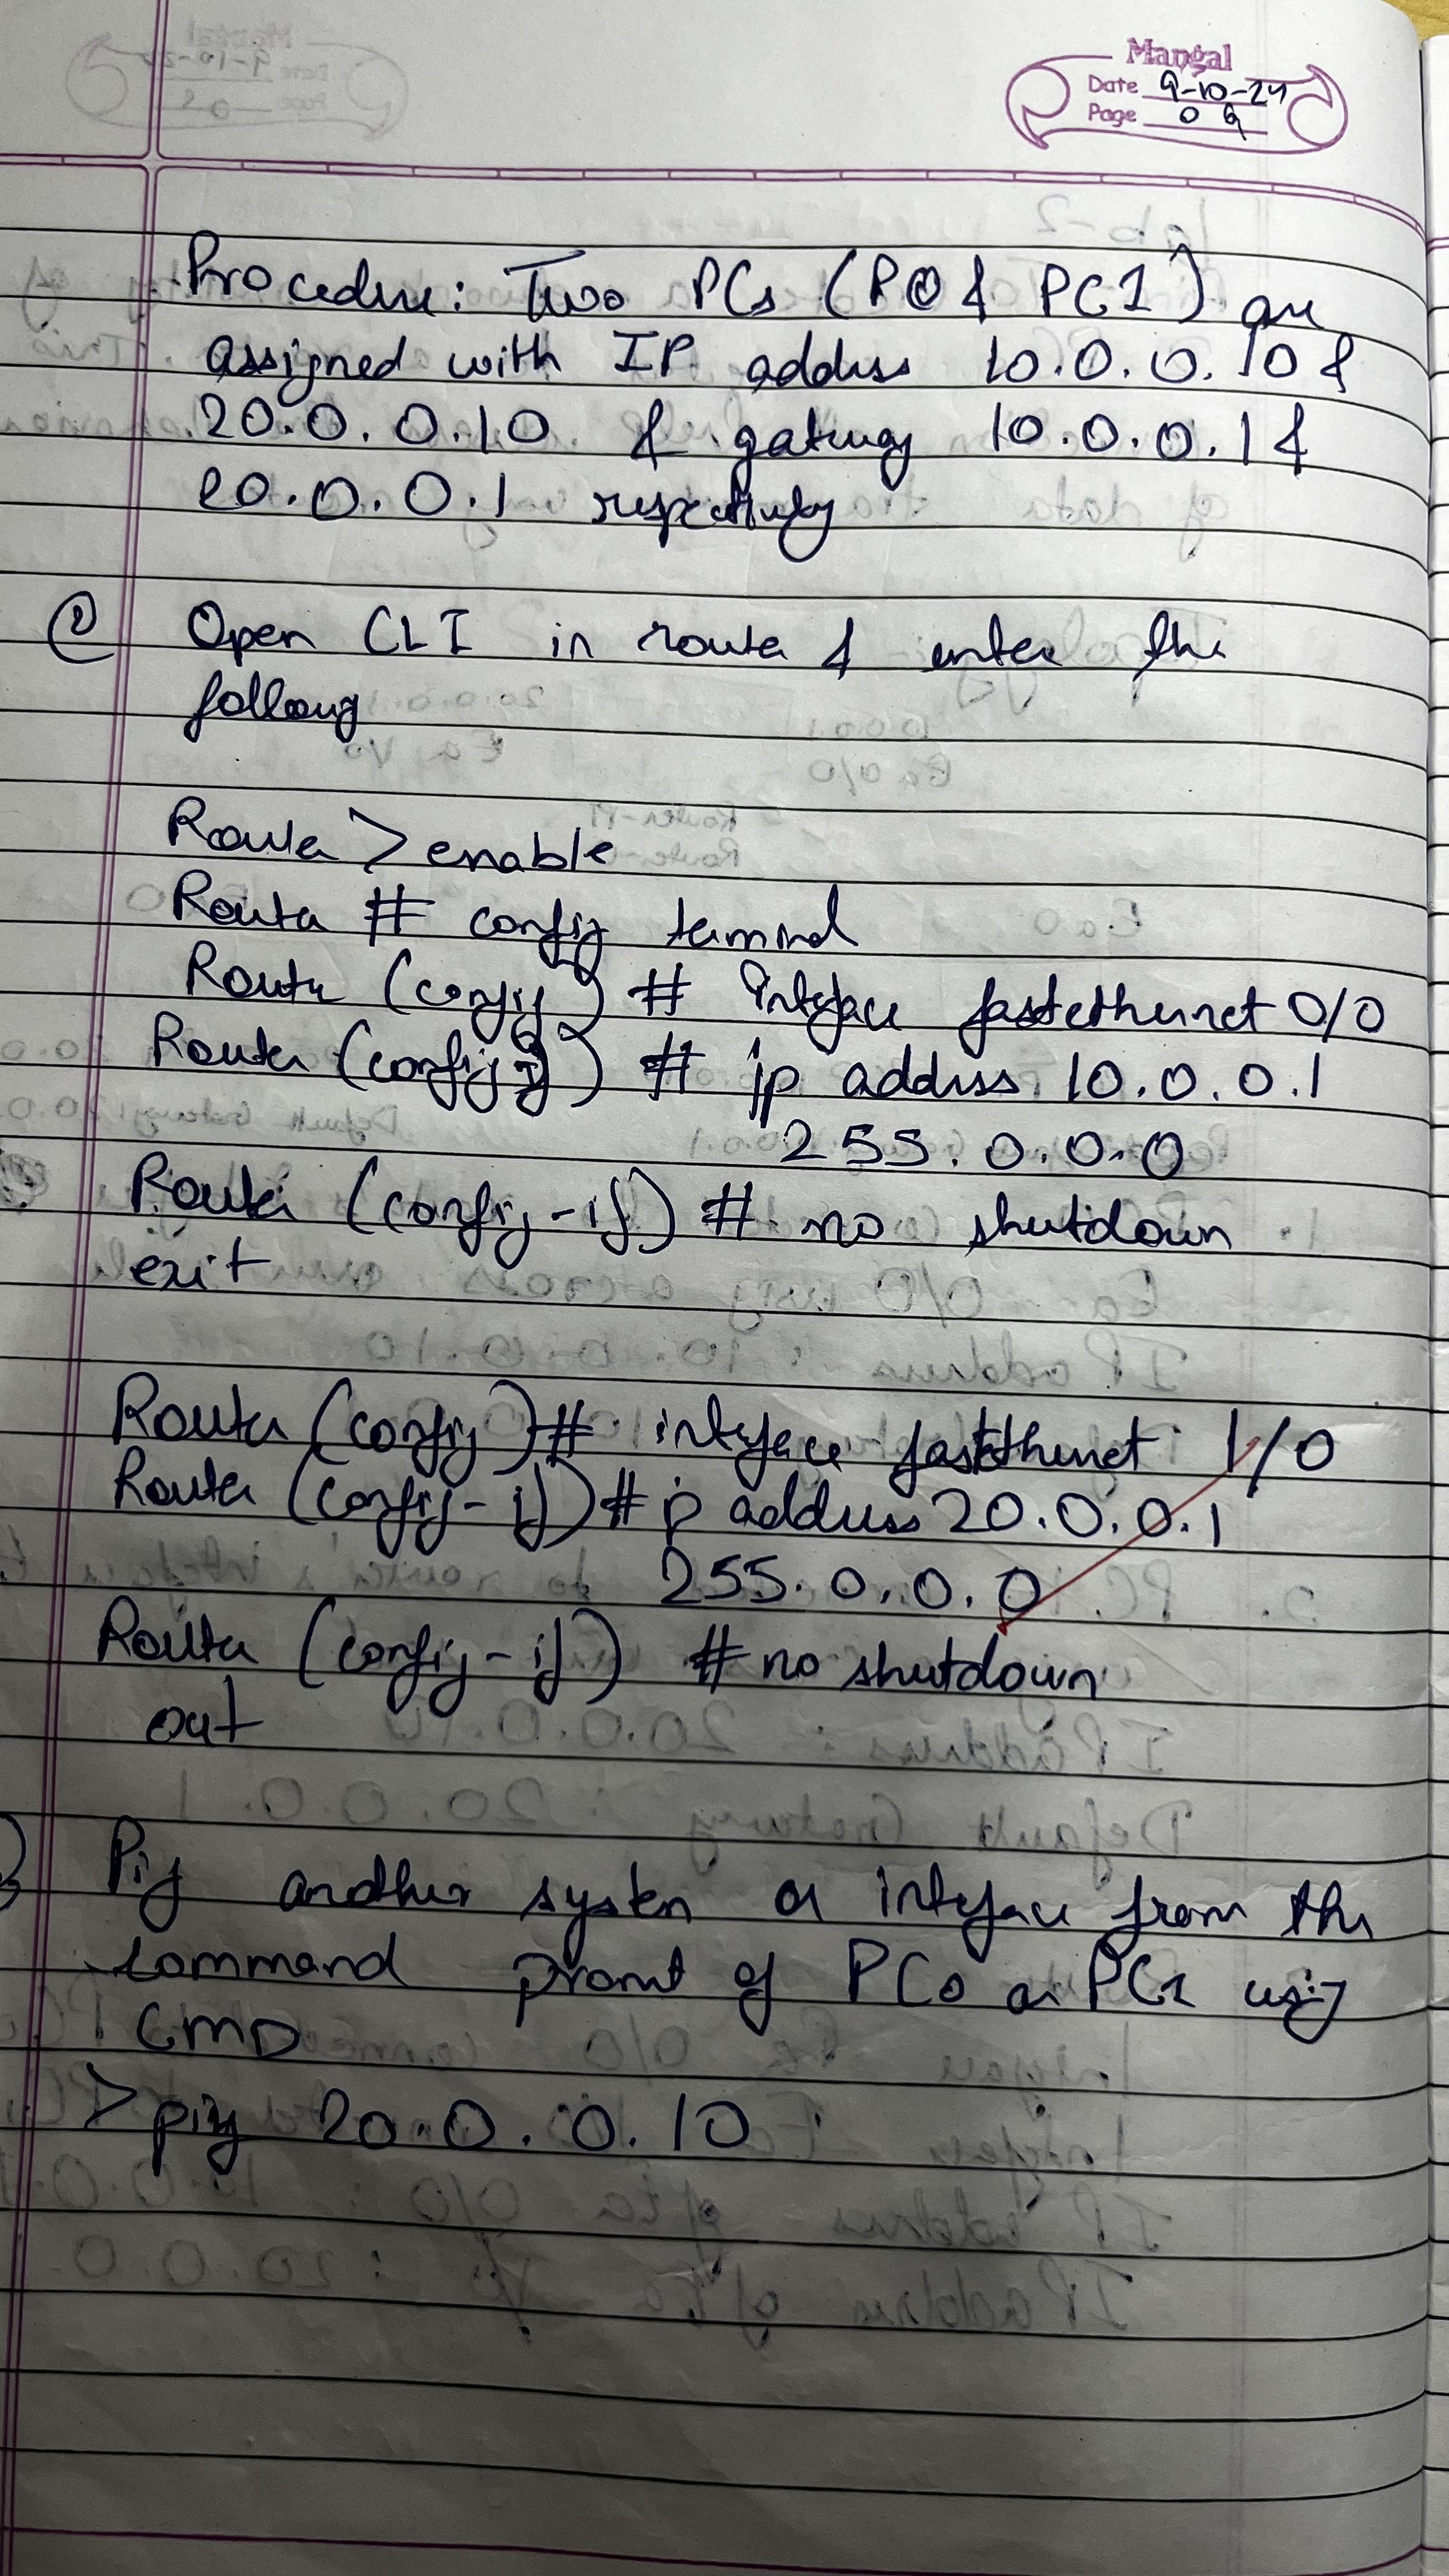 Mangal
Date 9-10-24
Page 09
Procedure: Two PCs (PC0 & PC1) are
assigned with IP address 10.0.0.10 &
20.0.0.10 & gateway 10.0.0.1 &
20.0.0.1 respectively
② Open CLI in router & enter the
following
Router > enable
Router # config terminal
Router (config) # interface fastethernet 0/0
Router (config) # ip address 10.0.0.1
255.0.0.0
Router (config-if) # no shutdown
exit
Router (config) # interface fastethernet 1/0
Router (config-if) # ip address 20.0.0.1
255.0.0.0
Router (config-if) # no shutdown
Ping another system or interface from the
command promt of PC0 or PC1 using
CMD
> ping 20.0.0.10